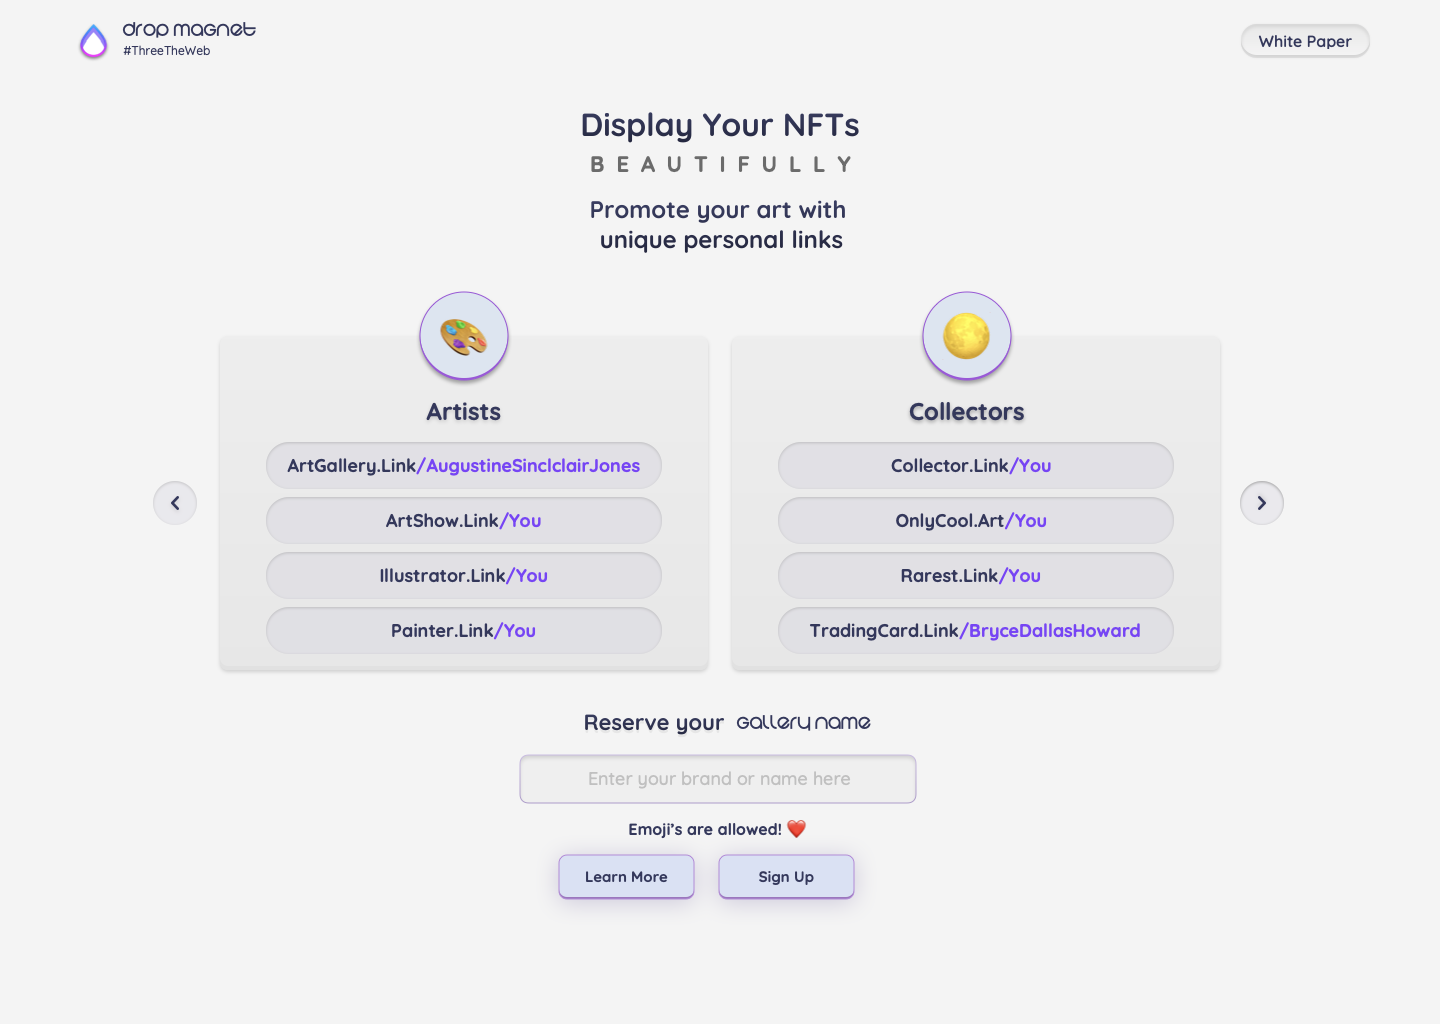 drop magnet
#ThreeTheWeb
White Paper
Display Your NFTs
BEAUTIFULLY
Promote your art with
unique personal links
Artists
ArtGallery.Link/AugustineSinclclairJones
ArtShow.Link/You
Illustrator.Link/You
Painter.Link/You
Collectors
Collector.Link/You
OnlyCool.Art/You
Rarest.Link/You
TradingCard.Link/BryceDallasHoward
Reserve your Gallery name
Enter your brand or name here
Emoji’s are allowed! ❤️
Learn More
Sign Up